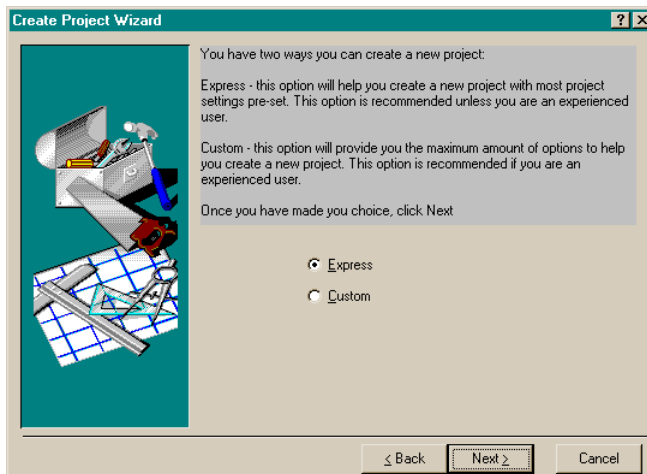 Create Project Wizard
You have two ways you can create a new project:
Express - this option will help you create a new project with most project
settings pre-set. This option is recommended unless you are an experienced
user.
Custom - this option will provide you the maximum amount of options to help
you create a new project. This option is recommended if you are an
experienced user.
Once you have made you choice, click Next
Express
Custom
< Back Next > Cancel